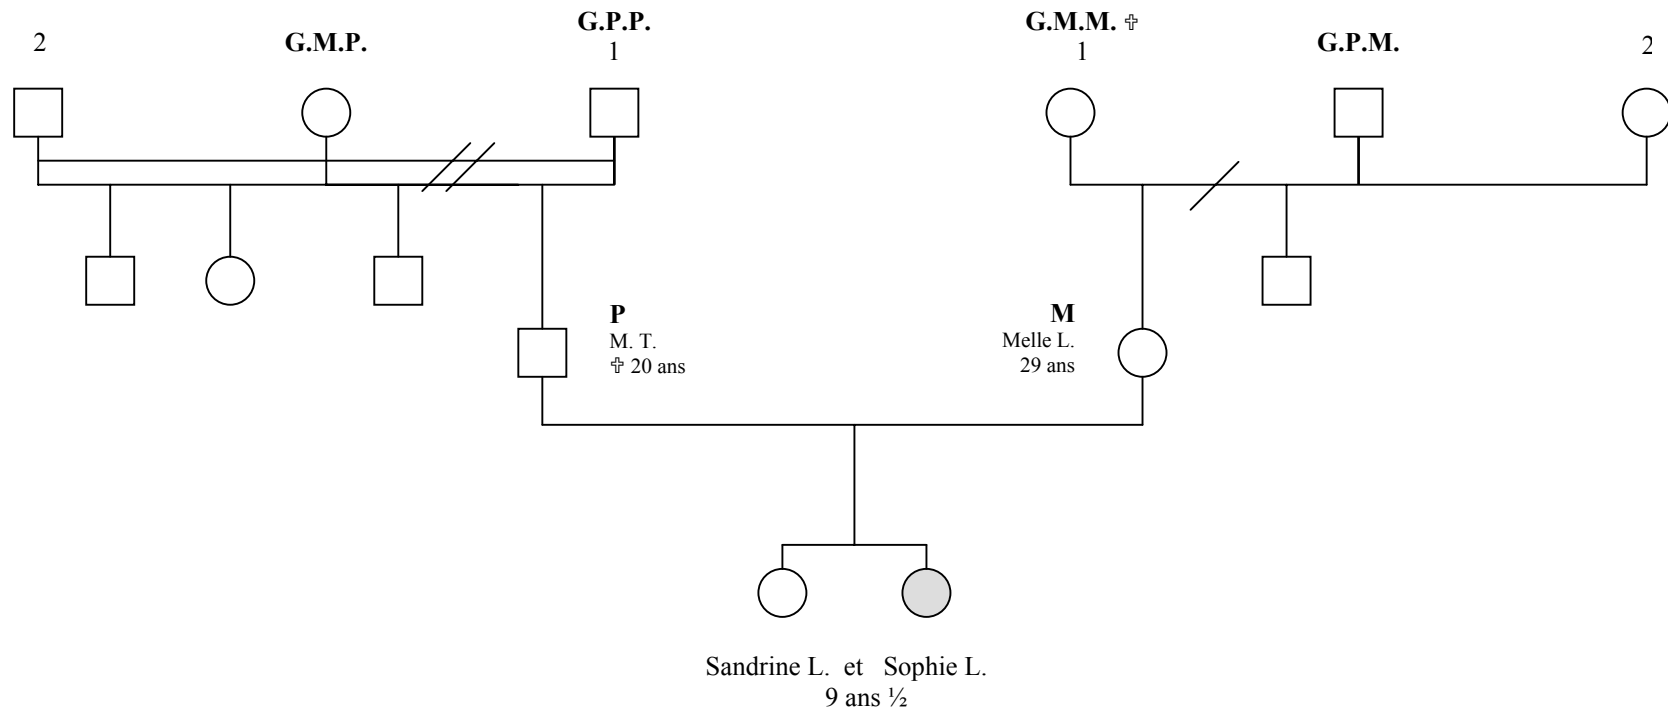 2
G.M.P.
G.P.P.
1
G.M.M. ✞
1
G.P.M.
2
P
M. T.
✞ 20 ans
M
Melle L.
29 ans
Sandrine L. et Sophie L.
9 ans ½